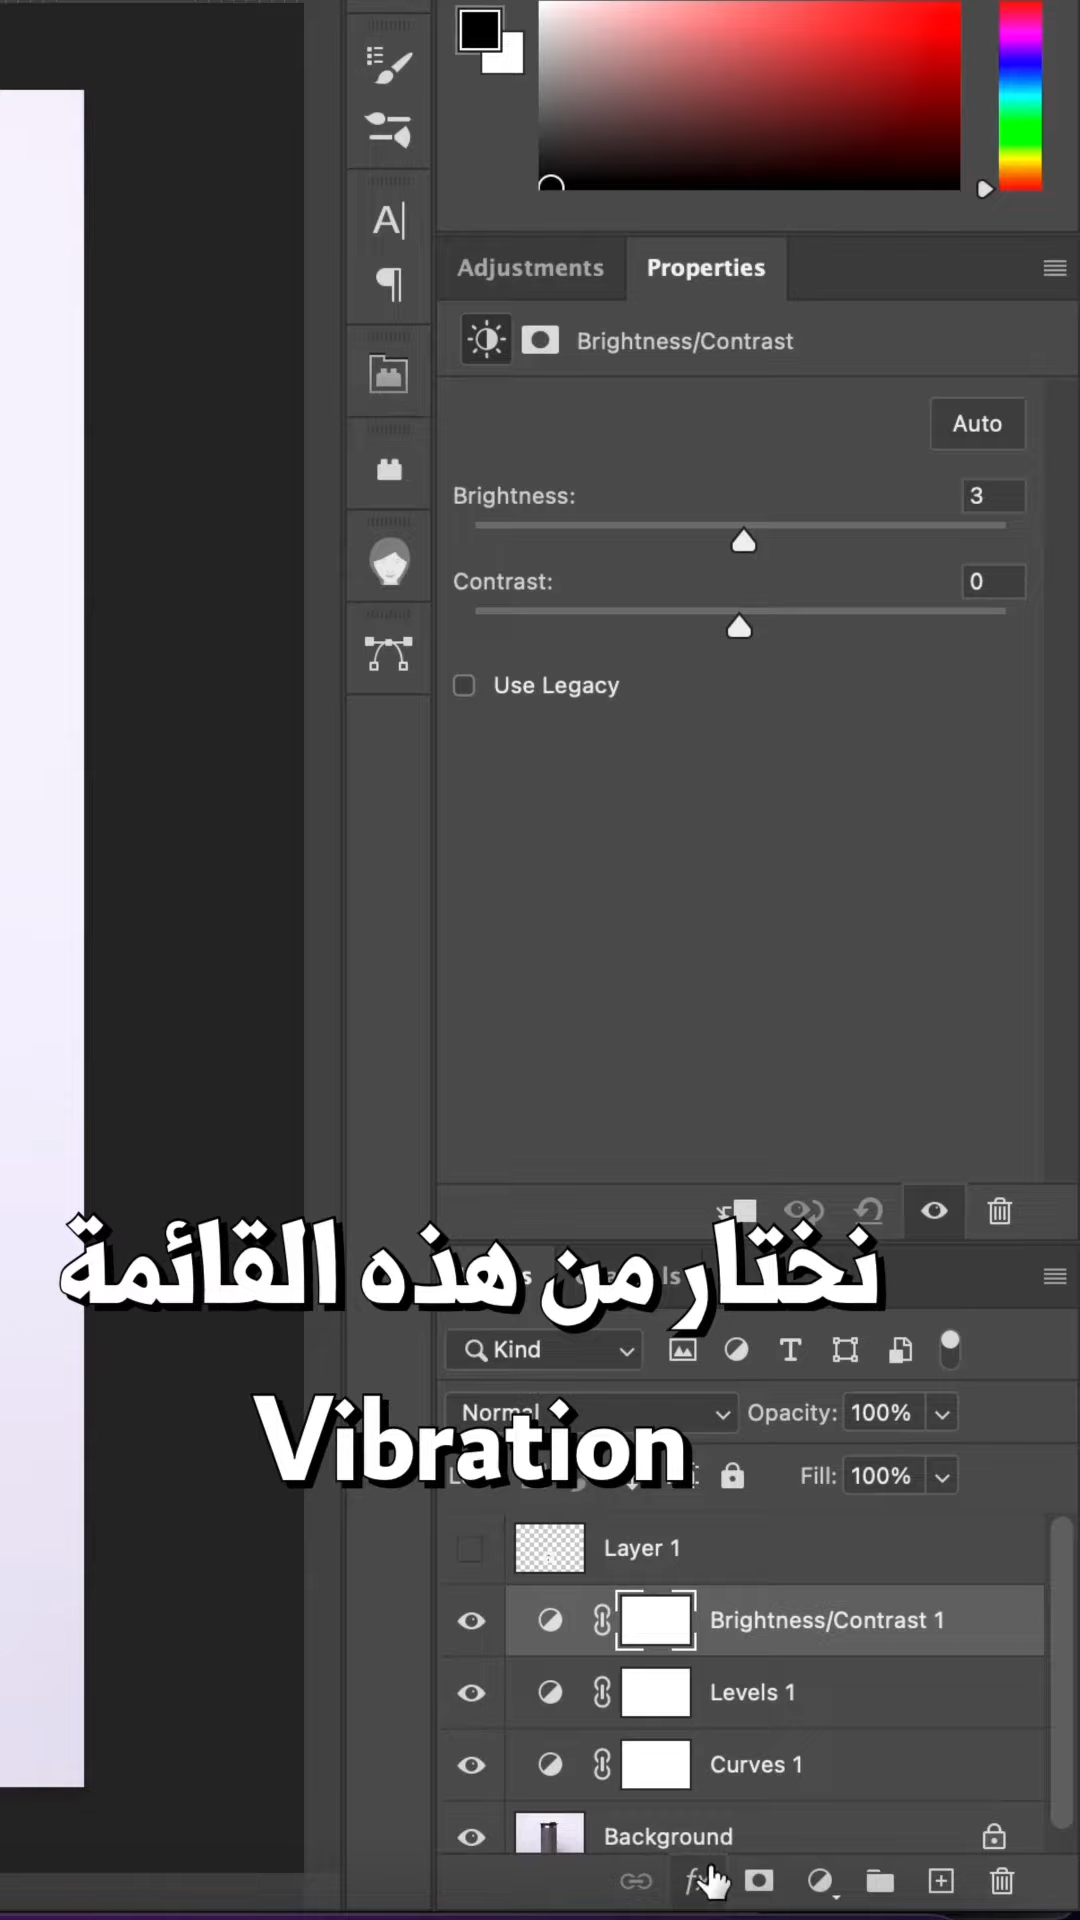 Adjustments
Properties
Brightness/Contrast
Auto
Brightness:
3
Contrast:
0
Use Legacy
نختار من هذه القائمة
Vibration
Kind
Normal
Opacity:
100%
Fill:
100%
Layer 1
Brightness/Contrast 1
Levels 1
Curves 1
Background